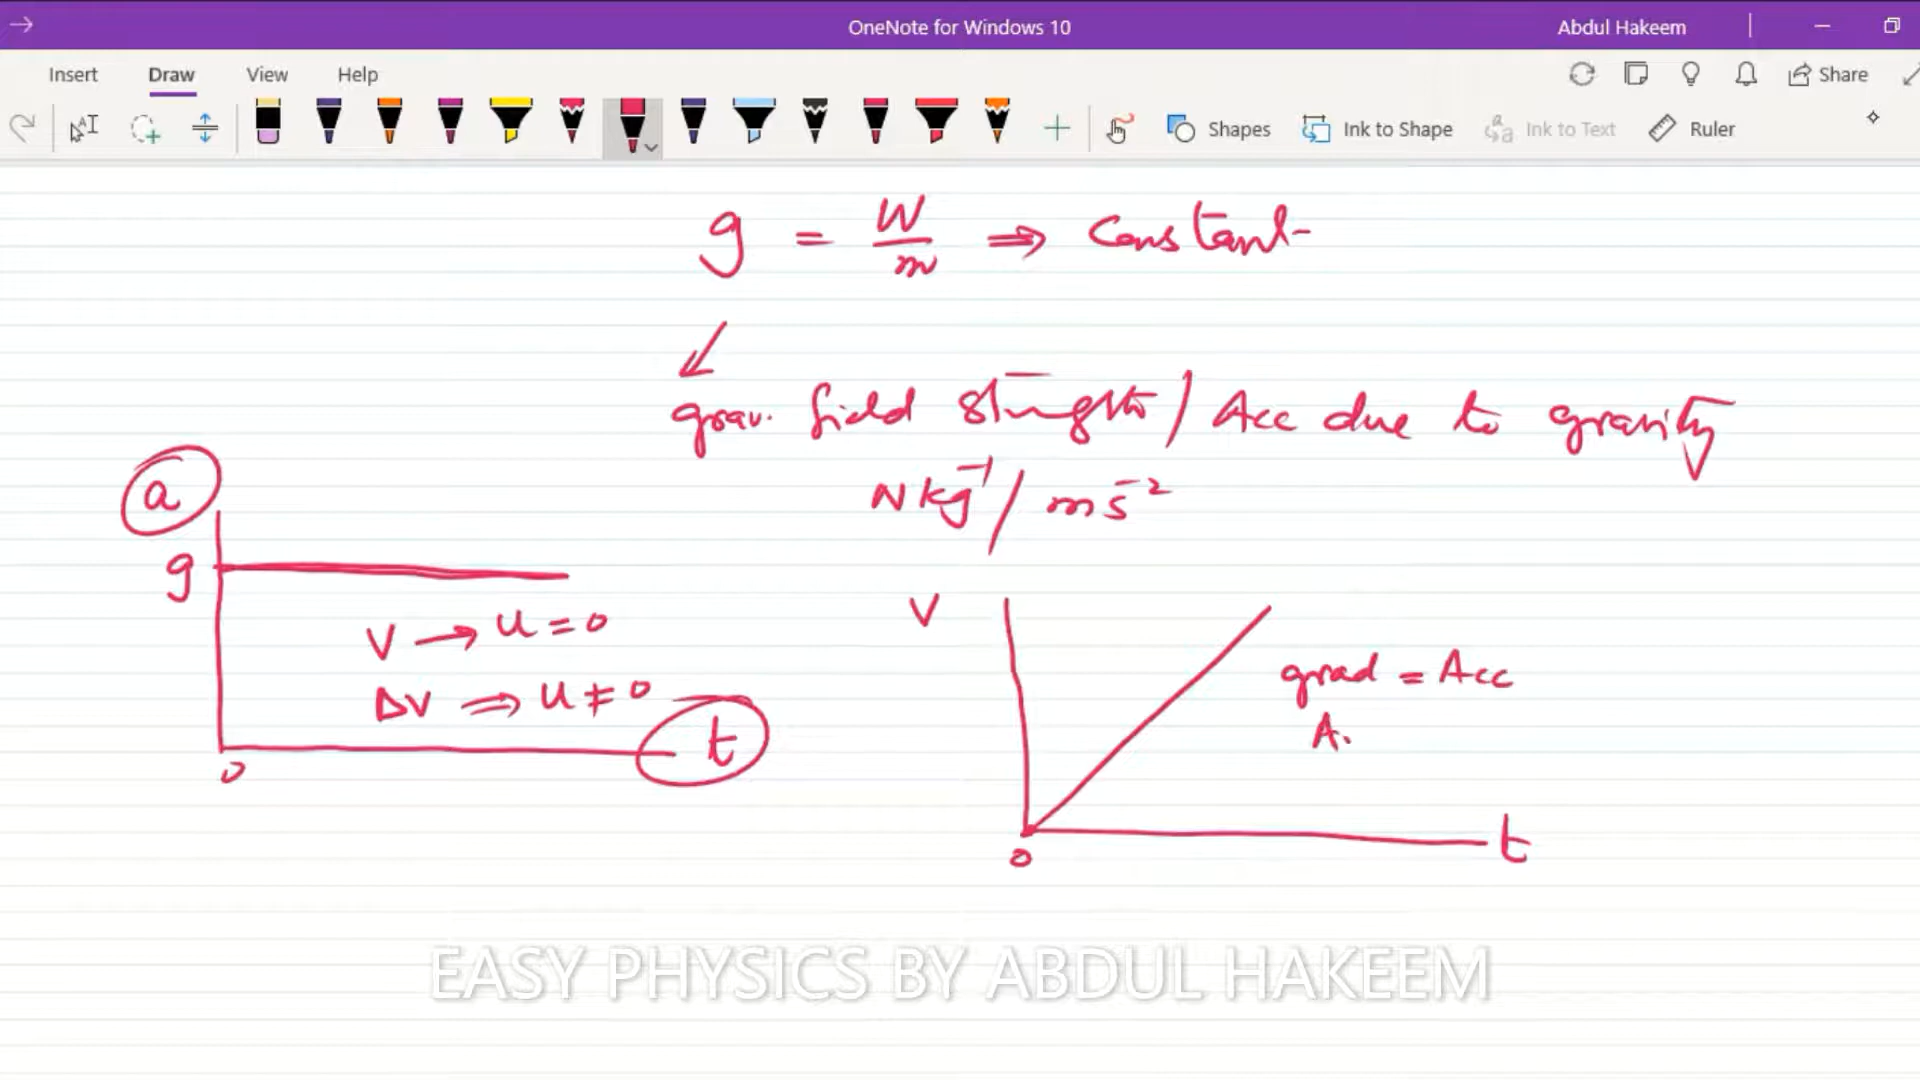 OneNote for Windows 10
Abdul Hakeem
Insert Draw View Help
Share
Shapes Ink to Shape Ink to Text Ruler
g = W/m ⇒ Constant
grav. field strength / Acc due to gravity
N kg⁻¹ / ms⁻²
a
g
V → u = 0
ΔV ⇒ u ≠ 0
t
0
V
grad = Acc
A.
t
0
EASY PHYSICS BY ABDUL HAKEEM